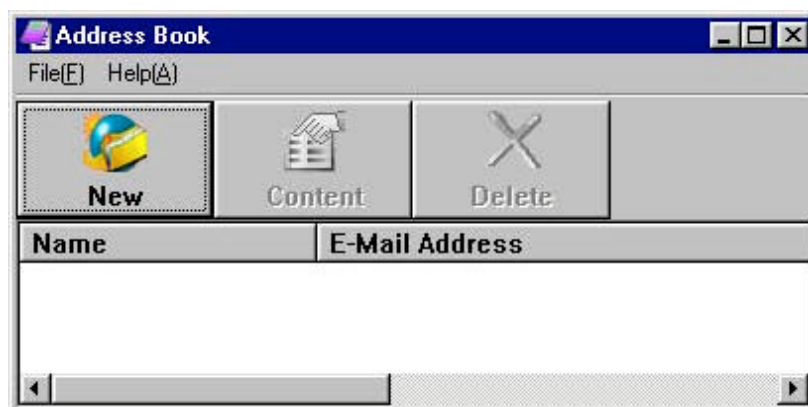 Address Book
File(F) Help(A)
New Content Delete
Name E-Mail Address